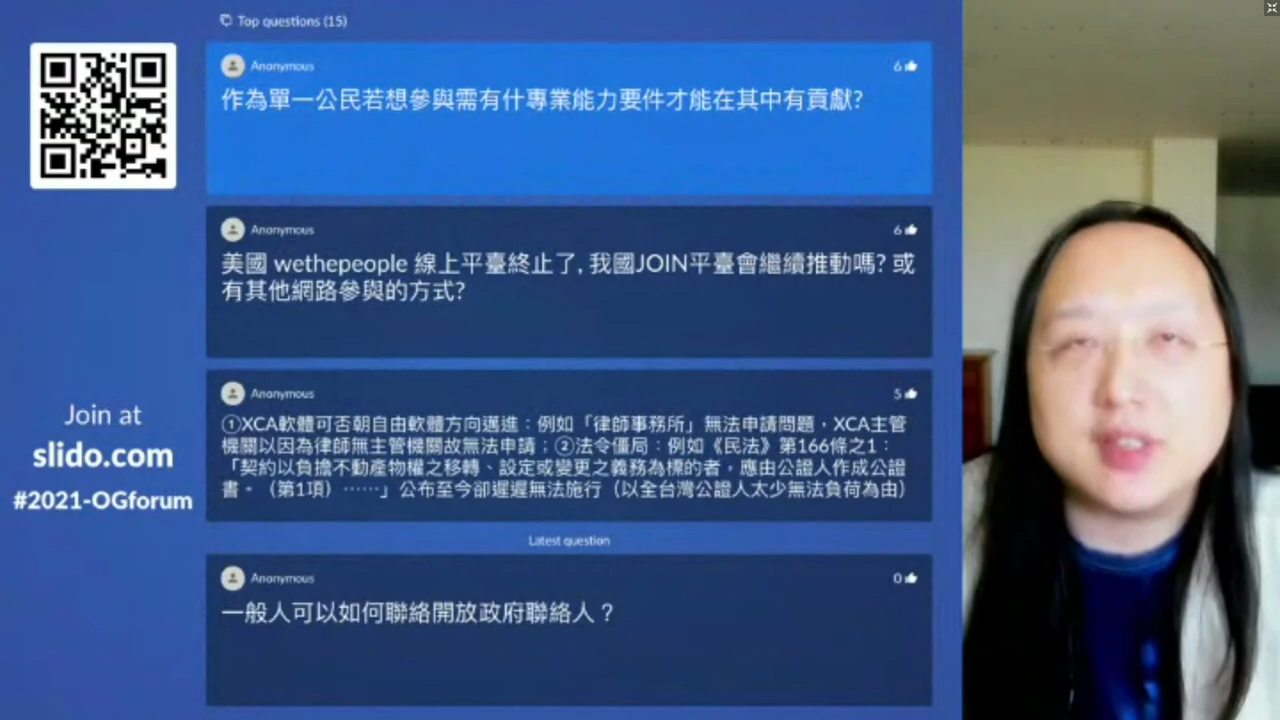 Top questions (15)
Anonymous
6
作為單一公民若想參與需有什專業能力要件才能在其中有貢獻?
Anonymous
6
美國 wethepeople 線上平臺終止了, 我國JOIN平臺會繼續推動嗎? 或
有其他網路參與的方式?
Anonymous
5
①XCA軟體可否朝自由軟體方向邁進：例如「律師事務所」無法申請問題，XCA主管
機關以因為律師無主管機關故無法申請；②法令僵局：例如《民法》第166條之1：
「契約以負擔不動產物權之移轉、設定或變更之義務為標的者，應由公證人作成公證
書。（第1項）……」公布至今卻遲遲無法施行（以全台灣公證人太少無法負荷為由）
Latest question
Anonymous
0
一般人可以如何聯絡開放政府聯絡人？
Join at
slido.com
#2021-OGforum